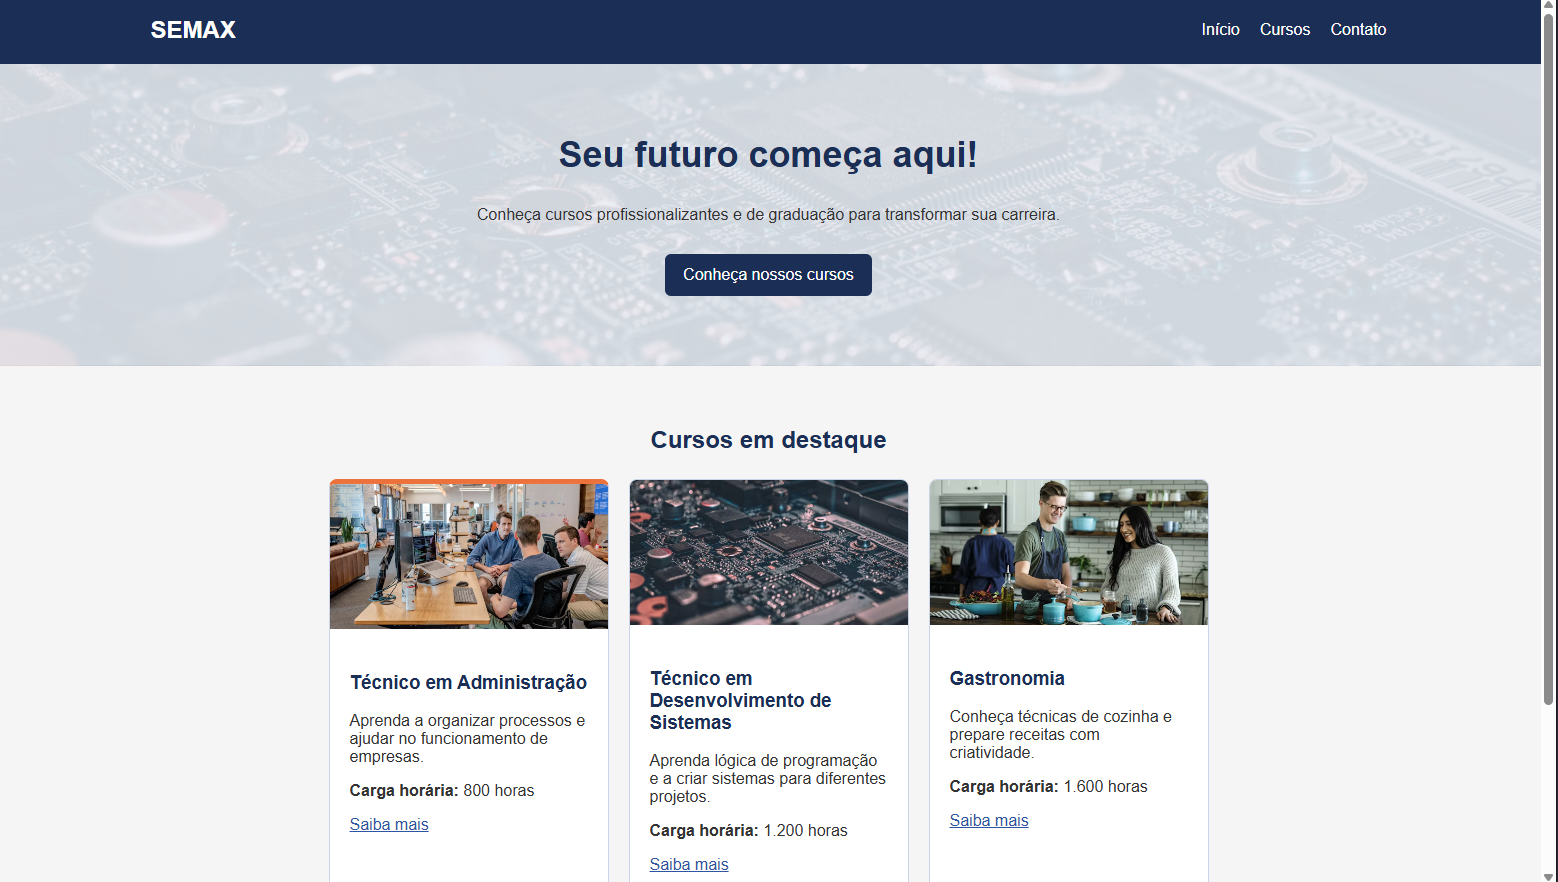 SEMAX
Início Cursos Contato
Seu futuro começa aqui!
Conheça cursos profissionalizantes e de graduação para transformar sua carreira.
Conheça nossos cursos
Cursos em destaque
Técnico em Administração
Aprenda a organizar processos e
ajudar no funcionamento de
empresas.
Carga horária: 800 horas
Saiba mais
Técnico em
Desenvolvimento de
Sistemas
Aprenda lógica de programação
e a criar sistemas para diferentes
projetos.
Carga horária: 1.200 horas
Saiba mais
Gastronomia
Conheça técnicas de cozinha e
prepare receitas com
criatividade.
Carga horária: 1.600 horas
Saiba mais